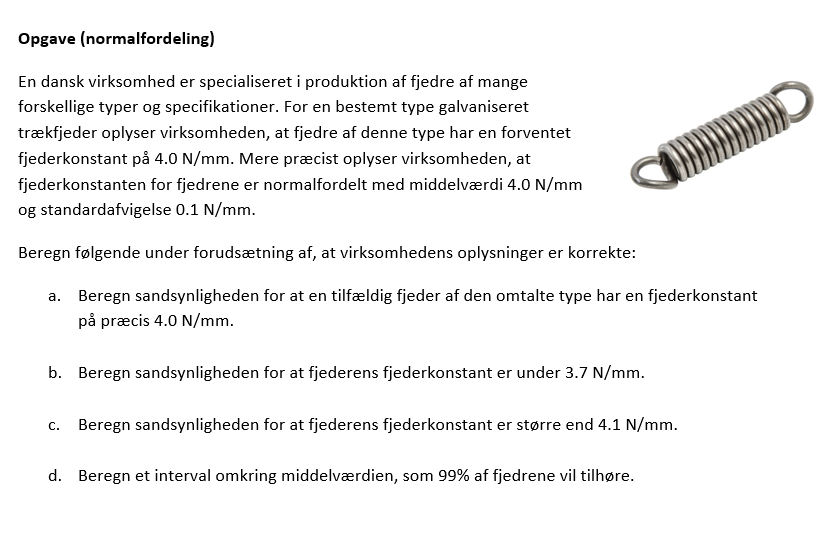 Opgave (normalfordeling)
En dansk virksomhed er specialiseret i produktion af fjedre af mange
forskellige typer og specifikationer. For en bestemt type galvaniseret
trækfjeder oplyser virksomheden, at fjedre af denne type har en forventet
fjederkonstant på 4.0 N/mm. Mere præcist oplyser virksomheden, at
fjederkonstanten for fjedrene er normalfordelt med middelværdi 4.0 N/mm
og standardafvigelse 0.1 N/mm.
Beregn følgende under forudsætning af, at virksomhedens oplysninger er korrekte:
a. Beregn sandsynligheden for at en tilfældig fjeder af den omtalte type har en fjederkonstant
på præcis 4.0 N/mm.
b. Beregn sandsynligheden for at fjederens fjederkonstant er under 3.7 N/mm.
c. Beregn sandsynligheden for at fjederens fjederkonstant er større end 4.1 N/mm.
d. Beregn et interval omkring middelværdien, som 99% af fjedrene vil tilhøre.